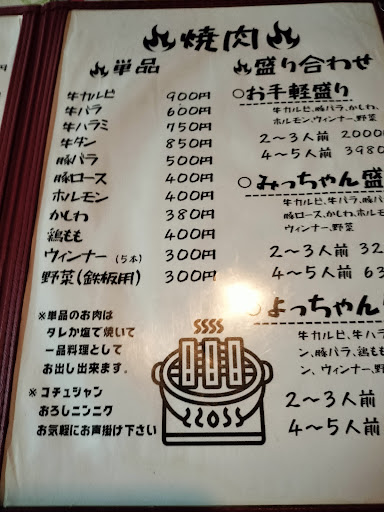 焼肉
単品
牛カルビ 900円
牛バラ 600円
牛ハラミ 750円
牛タン 850円
豚バラ 500円
豚ロース 400円
ホルモン 400円
かしわ 380円
鶏もも 400円
ウィンナー (5本) 300円
野菜(鉄板用) 300円
※単品のお肉は
タレか塩で焼いて
一品料理として
お出し出来ます。
※ コチュジャン
おろしニンニク
お気軽にお声掛け下さい
盛り合わせ
○お手軽盛り
牛カルビ、豚バラ、かしわ、
ホルモン、ウィンナー、野菜
2〜3人前 2000
4〜5人前 3980
○みっちゃん盛
牛カルビ、牛バラ、豚バ
豚ロース、かしわ、ホルモ
ウィンナー、野菜
2〜3人前 32
4〜5人前 63
○よっちゃん
牛カルビ、牛ハラ
ン、豚バラ、鶏もも
ン、ウィンナー、野
2〜3人前
4〜5人前